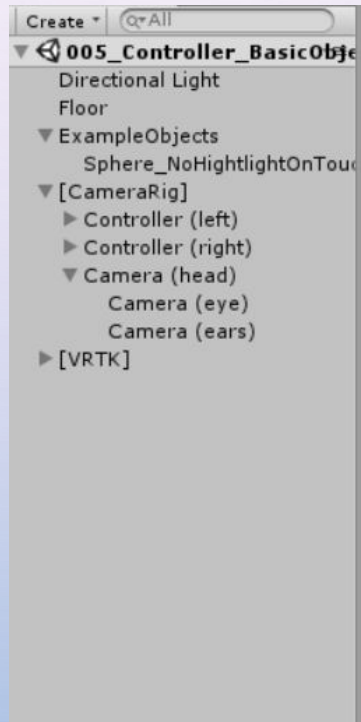 Create All
005_Controller_BasicObje
Directional Light
Floor
ExampleObjects
Sphere_NoHightlightOnTouc
[CameraRig]
Controller (left)
Controller (right)
Camera (head)
Camera (eye)
Camera (ears)
[VRTK]